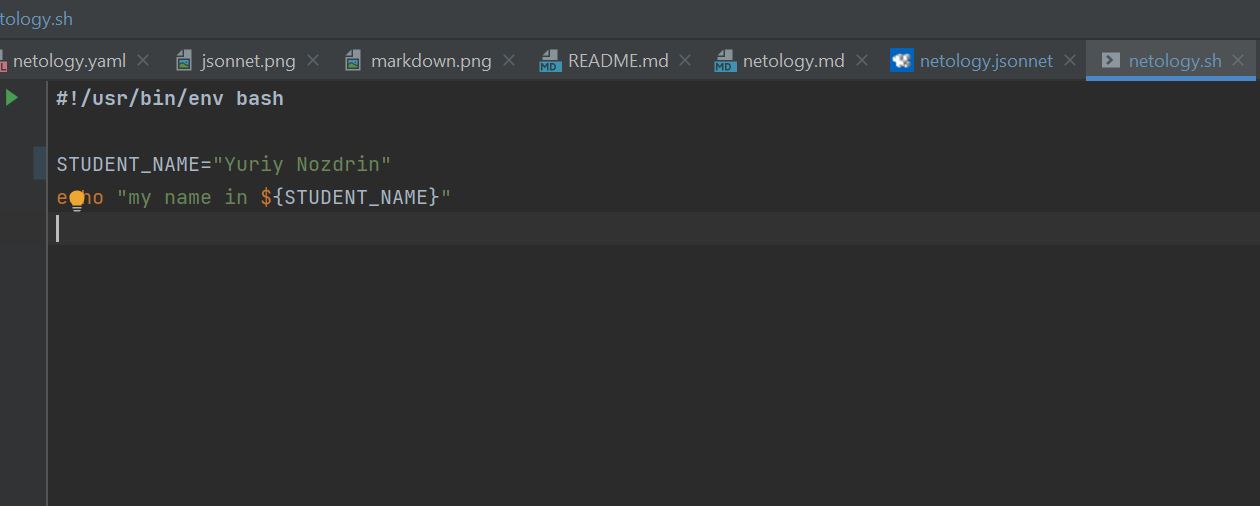 tology.sh
netology.yaml jsonnet.png markdown.png README.md netology.md netology.jsonnet netology.sh
#!/usr/bin/env bash
STUDENT_NAME="Yuriy Nozdrin"
echo "my name in ${STUDENT_NAME}"